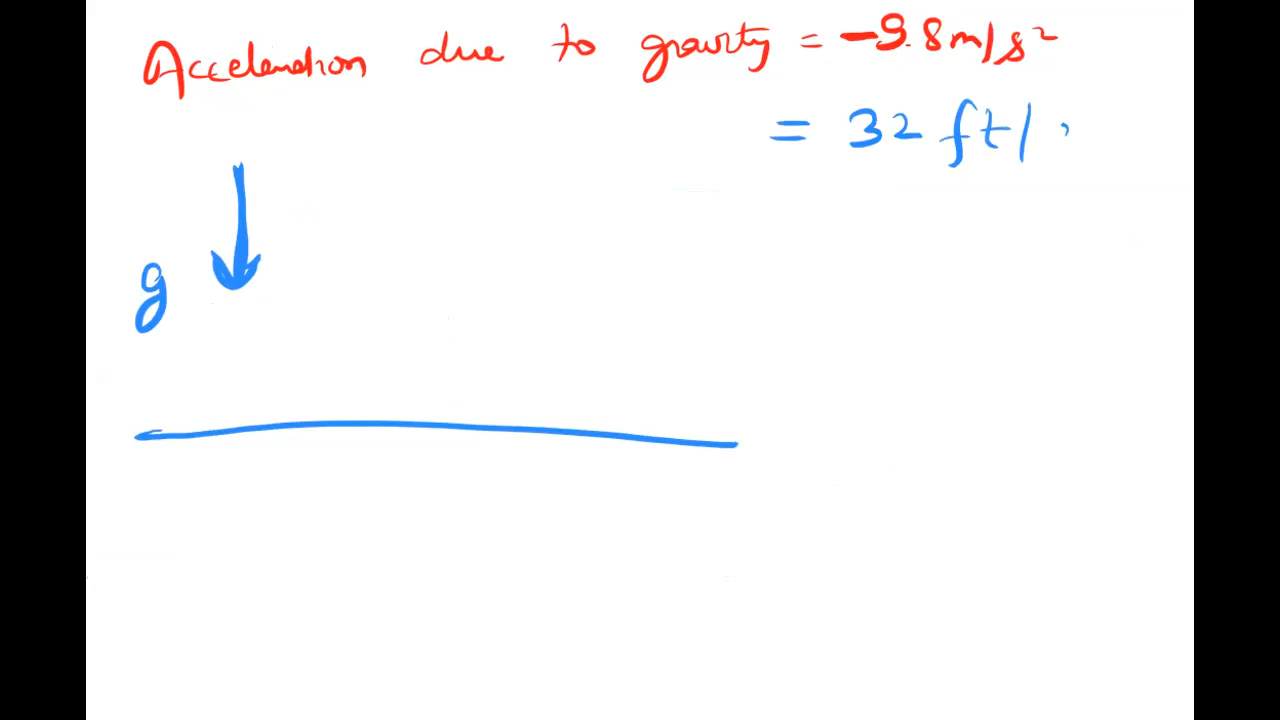 Acceleration due to gravity = -9.8 m/s²
= 32 ft/
g